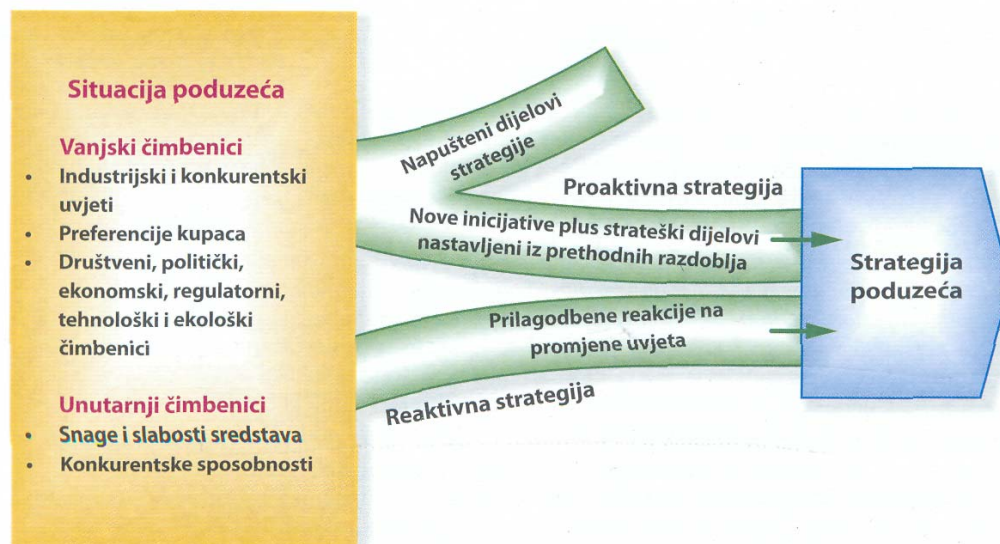 Situacija poduzeća
Vanjski čimbenici
• Industrijski i konkurentski
uvjeti
• Preferencije kupaca
• Društveni, politički,
ekonomski, regulatorni,
tehnološki i ekološki
čimbenici
Unutarnji čimbenici
• Snage i slabosti sredstava
• Konkurentske sposobnosti
Napušteni dijelovi
strategije
Proaktivna strategija
Nove inicijative plus strateški dijelovi
nastavljeni iz prethodnih razdoblja
Prilagodbene reakcije na
promjene uvjeta
Reaktivna strategija
Strategija
poduzeća